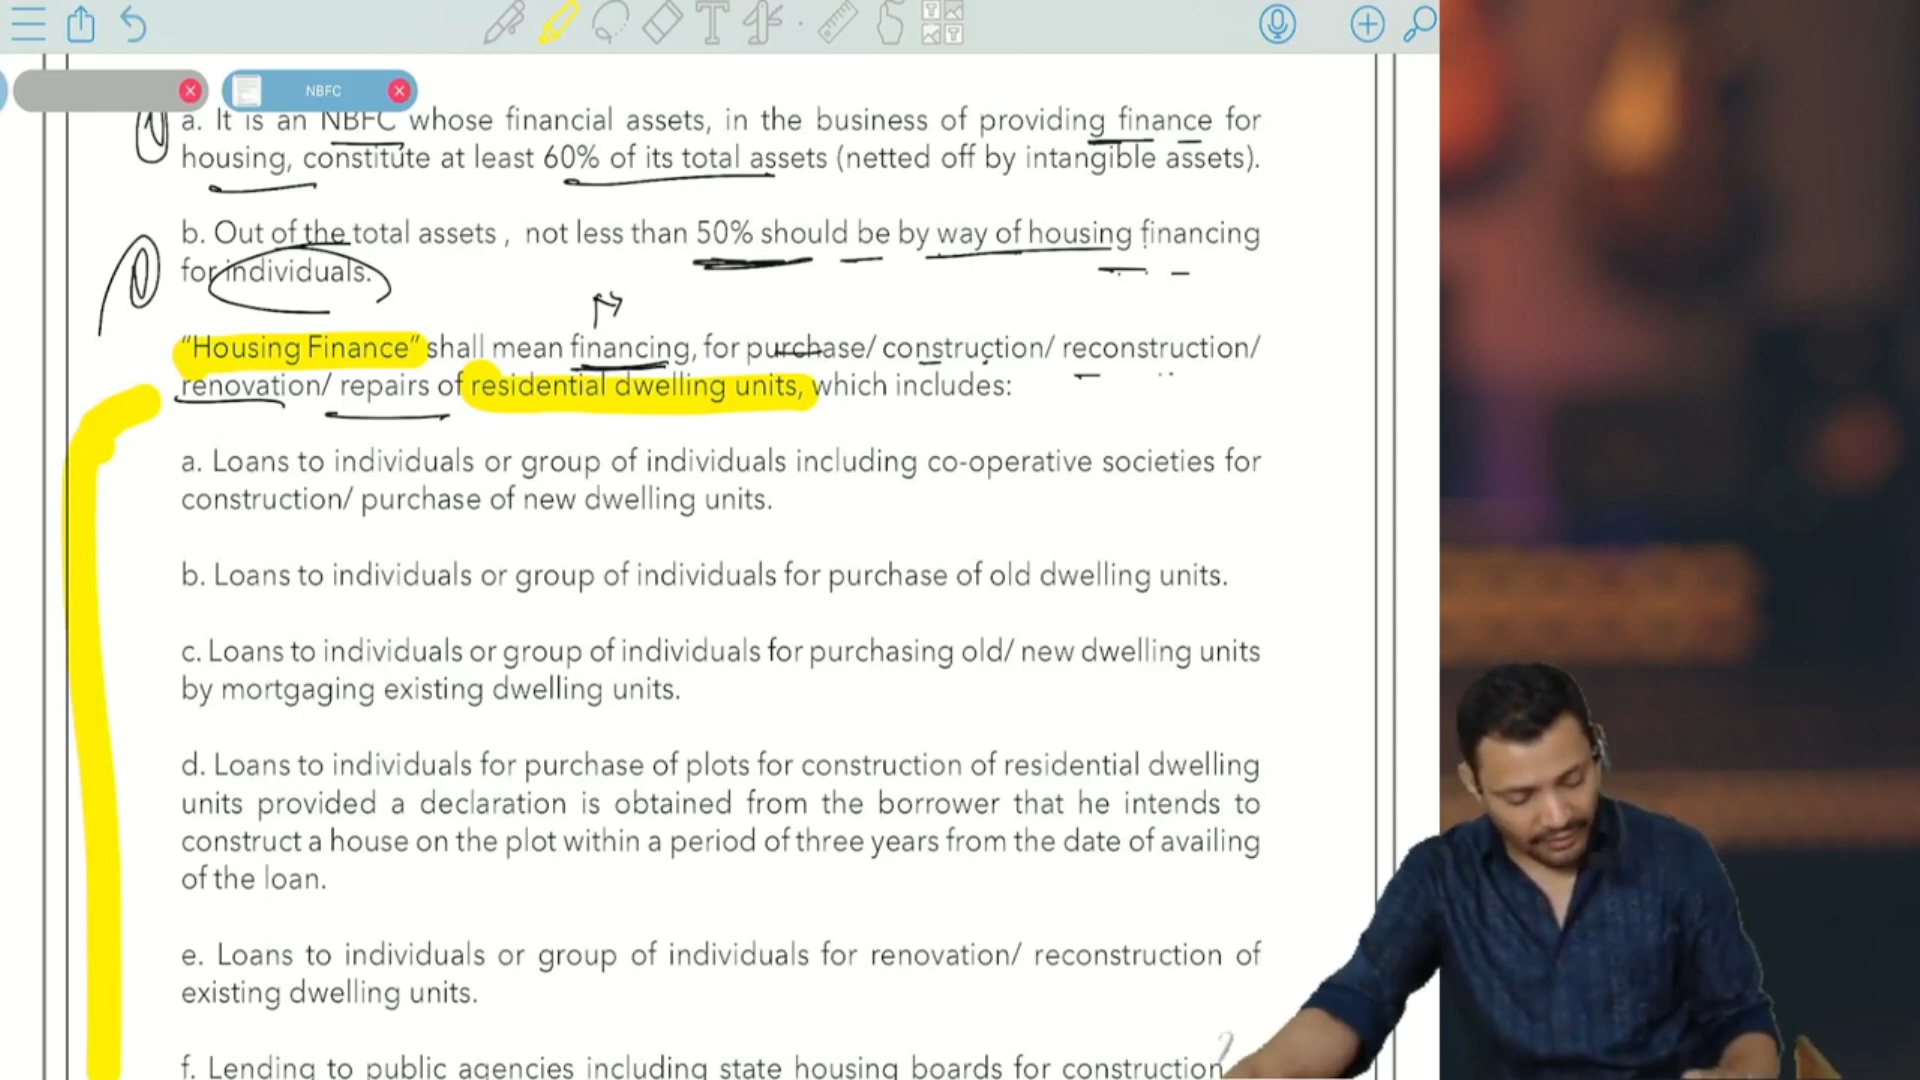 NBFC
a. It is an NBFC whose financial assets, in the business of providing finance for
housing, constitute at least 60% of its total assets (netted off by intangible assets).
b. Out of the total assets , not less than 50% should be by way of housing financing
for individuals.
"Housing Finance" shall mean financing, for purchase/ construction/ reconstruction/
renovation/ repairs of residential dwelling units, which includes:
a. Loans to individuals or group of individuals including co-operative societies for
construction/ purchase of new dwelling units.
b. Loans to individuals or group of individuals for purchase of old dwelling units.
c. Loans to individuals or group of individuals for purchasing old/ new dwelling units
by mortgaging existing dwelling units.
d. Loans to individuals for purchase of plots for construction of residential dwelling
units provided a declaration is obtained from the borrower that he intends to
construct a house on the plot within a period of three years from the date of availing
of the loan.
e. Loans to individuals or group of individuals for renovation/ reconstruction of
existing dwelling units.
f. Lending to public agencies including state housing boards for construction